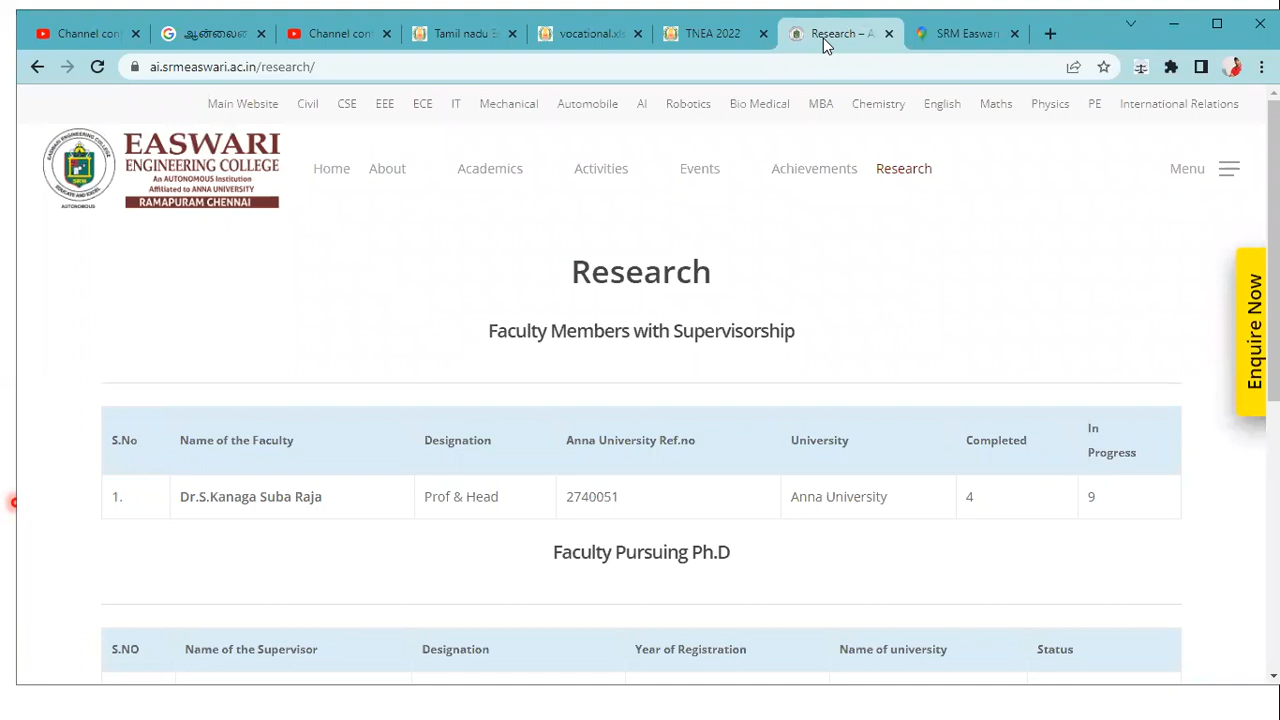 Channel con
ஆன்லைன
Channel con
Tamil nadu E
vocational.xls
TNEA 2022
Research – A
SRM Easwari
ai.srmeaswari.ac.in/research/
Main Website Civil CSE EEE ECE IT Mechanical Automobile AI Robotics Bio Medical MBA Chemistry English Maths Physics PE International Relations
EASWARI
ENGINEERING COLLEGE
An AUTONOMOUS Institution
Affiliated to ANNA UNIVERSITY
RAMAPURAM CHENNAI
AUTONOMOUS
Home About Academics Activities Events Achievements Research Menu
Enquire Now
Research
Faculty Members with Supervisorship
S.No Name of the Faculty Designation Anna University Ref.no University Completed In Progress
1. Dr.S.Kanaga Suba Raja Prof & Head 2740051 Anna University 4 9
Faculty Pursuing Ph.D
S.NO Name of the Supervisor Designation Year of Registration Name of university Status